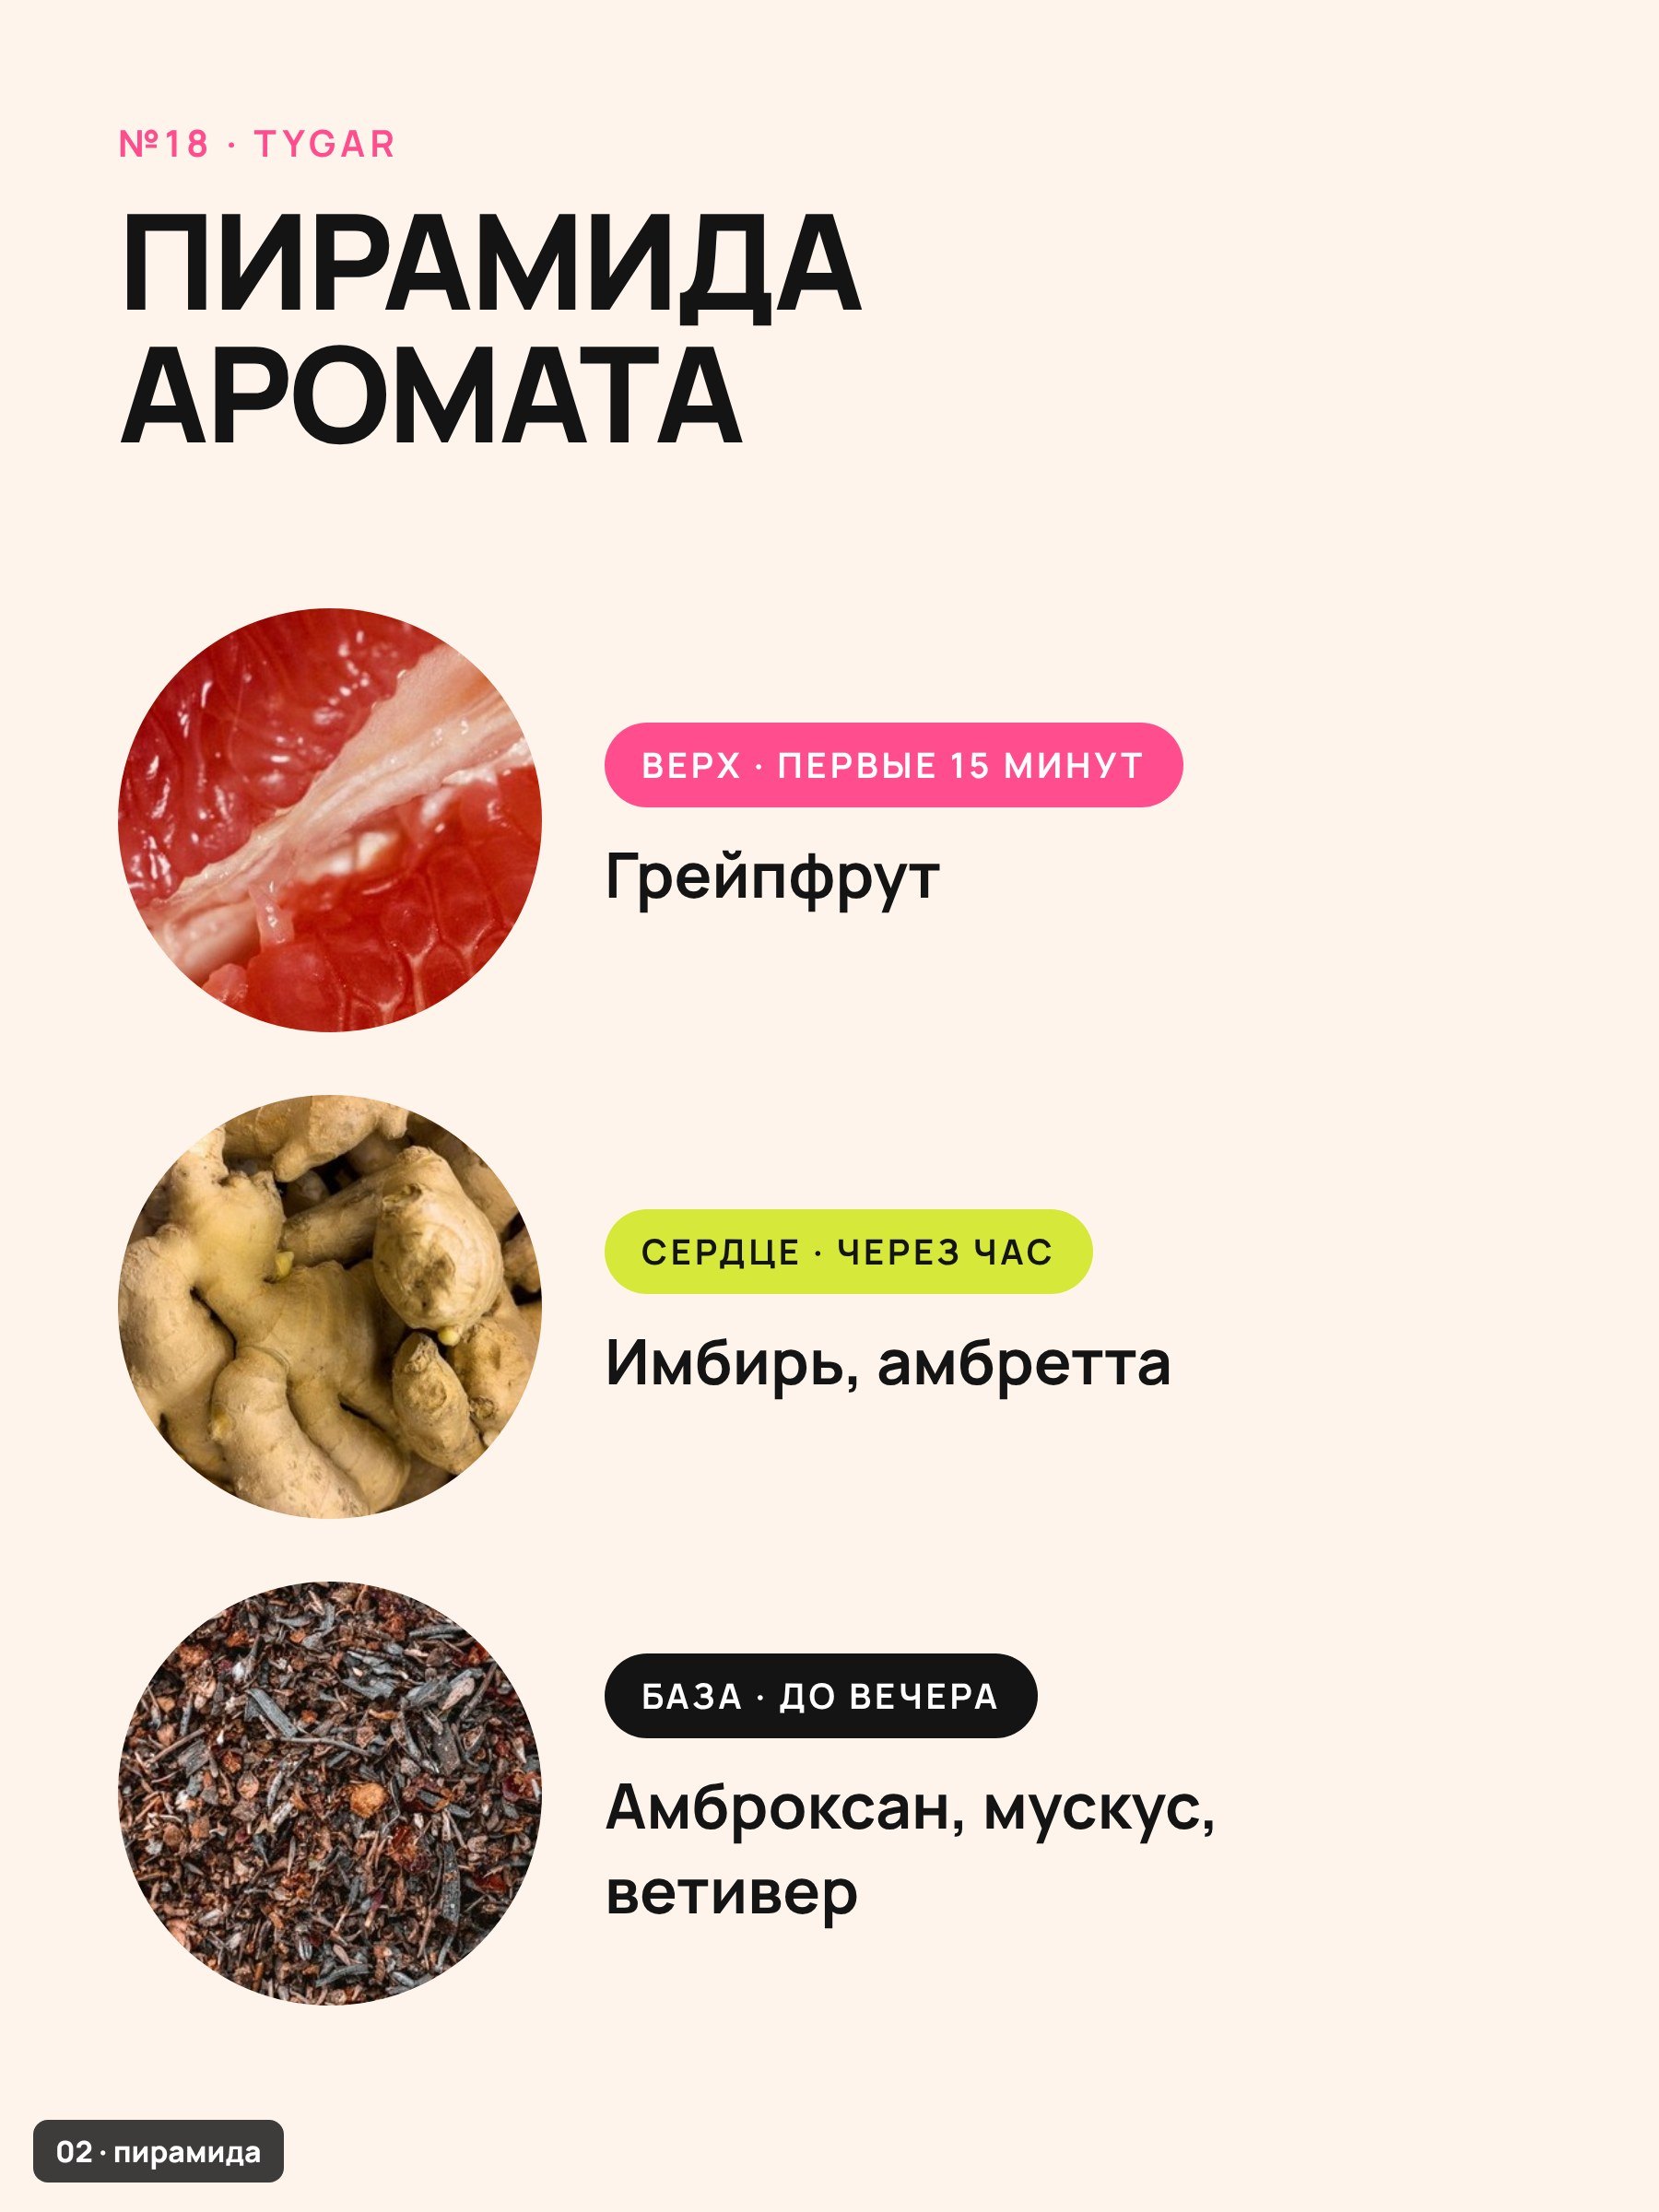 №18 · TYGAR
ПИРАМИДА
АРОМАТА
ВЕРХ · ПЕРВЫЕ 15 МИНУТ
Грейпфрут
СЕРДЦЕ · ЧЕРЕЗ ЧАС
Имбирь, амбретта
БАЗА · ДО ВЕЧЕРА
Амброксан, мускус,
ветивер
02 · пирамида